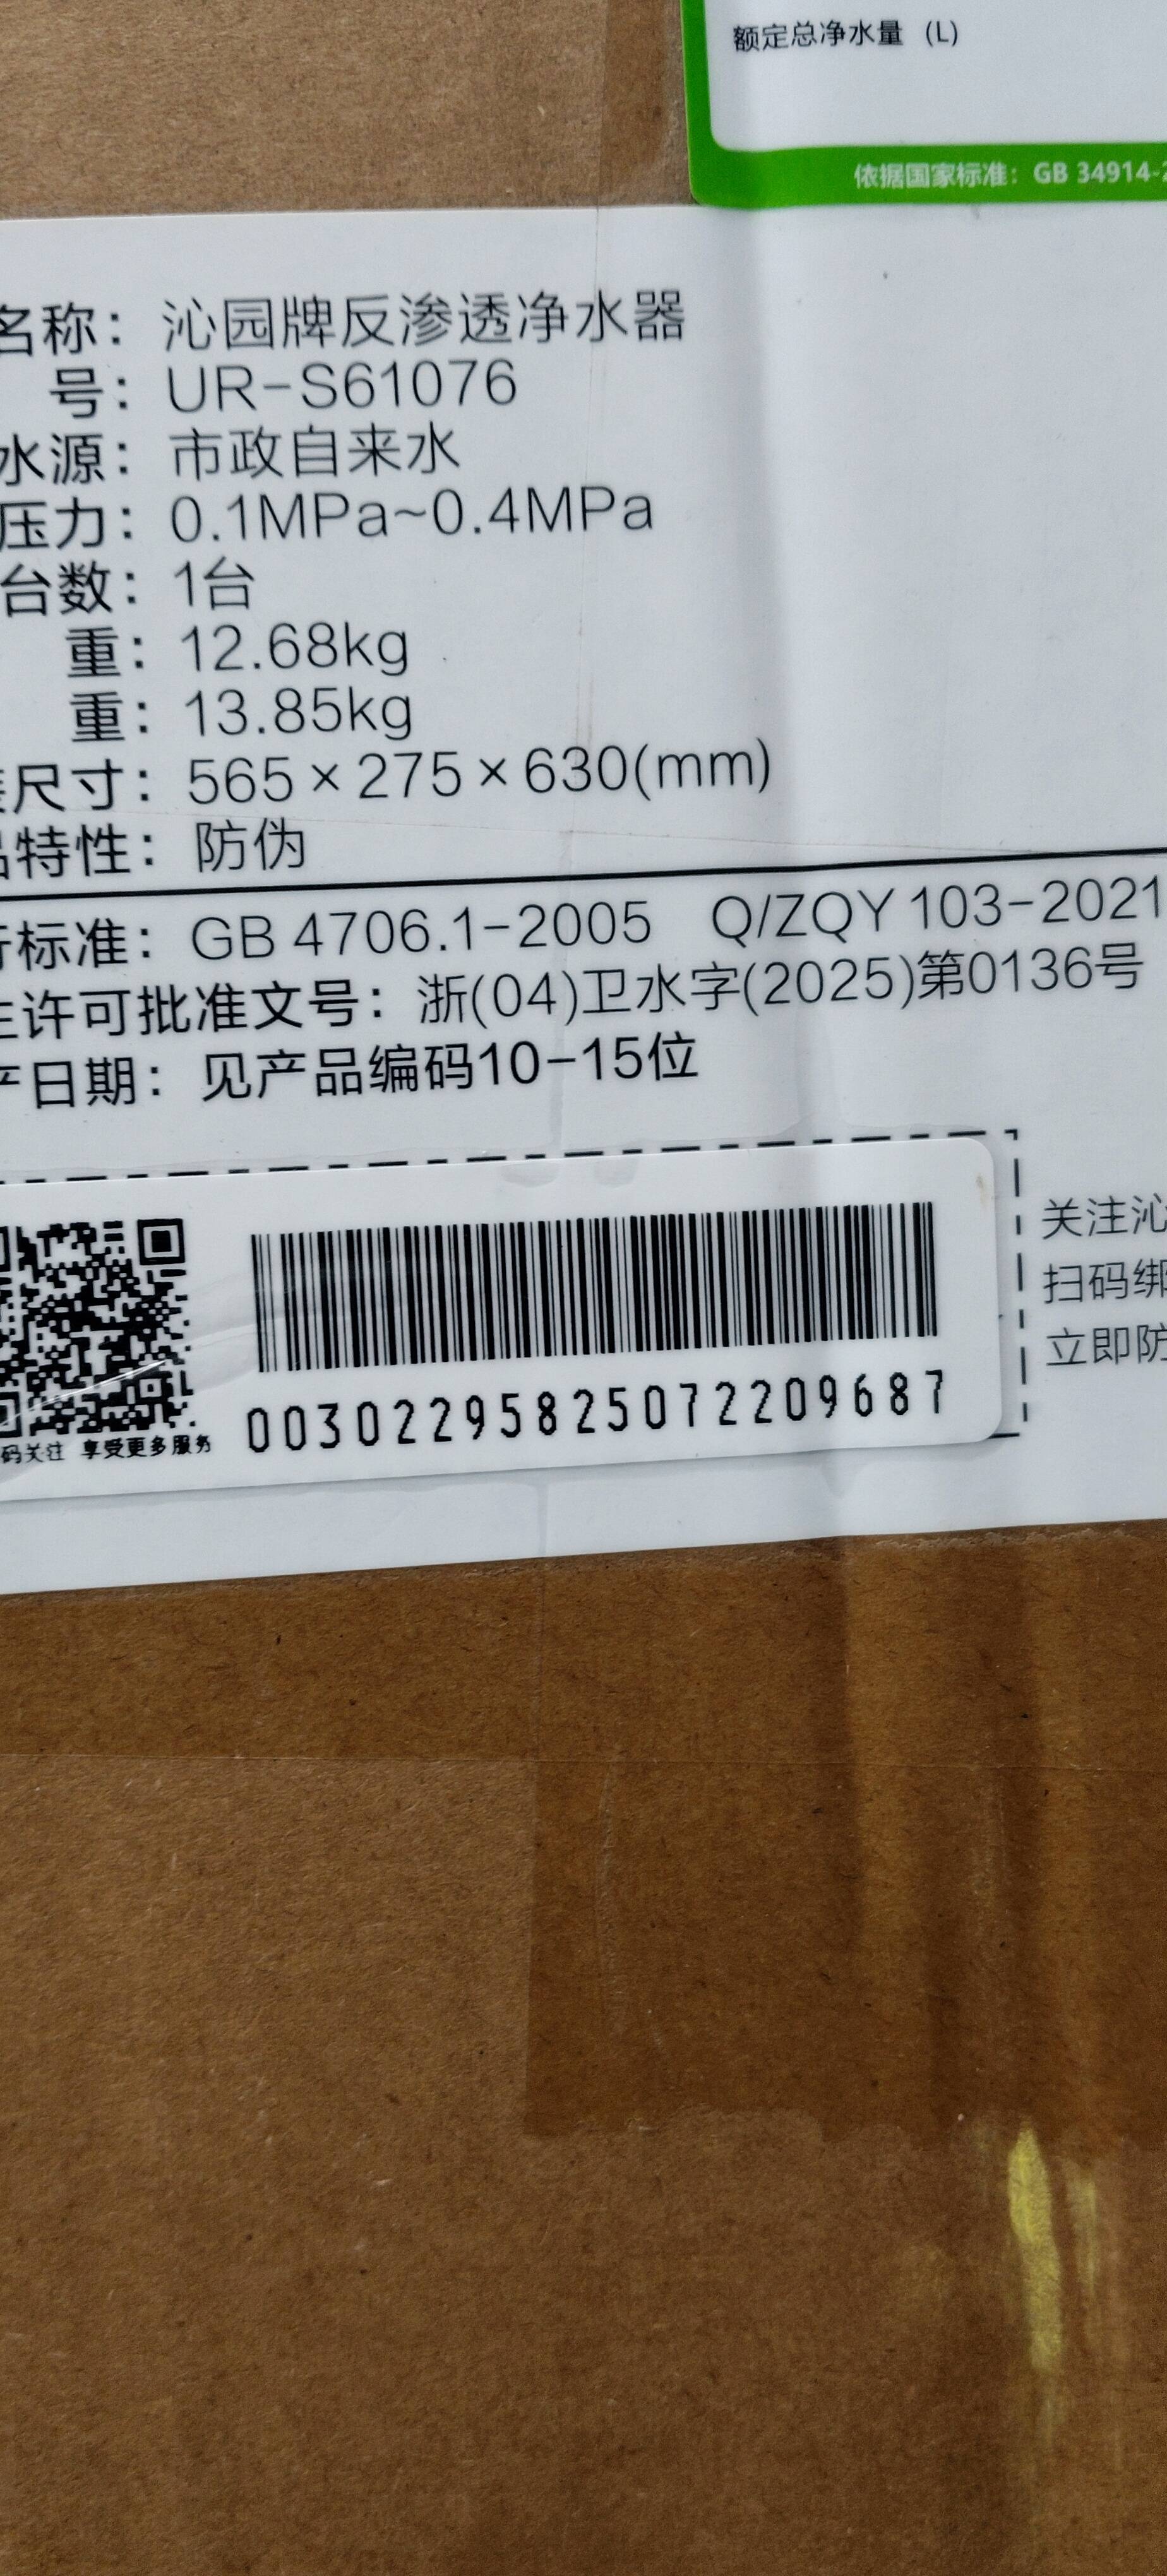 额定总净水量 (L)
依据国家标准：GB 34914-2
名称：沁园牌反渗透净水器
号：UR-S61076
水源：市政自来水
压力：0.1MPa~0.4MPa
台数：1台
重：12.68kg
重：13.85kg
尺寸：565×275×630(mm)
特性：防伪
标准：GB 4706.1-2005 Q/ZQY 103-2021
许可批准文号：浙(04)卫水字(2025)第0136号
日期：见产品编码10-15位
码关注 享受更多服务
00302295825072209687
关注沁
扫码绑
立即防